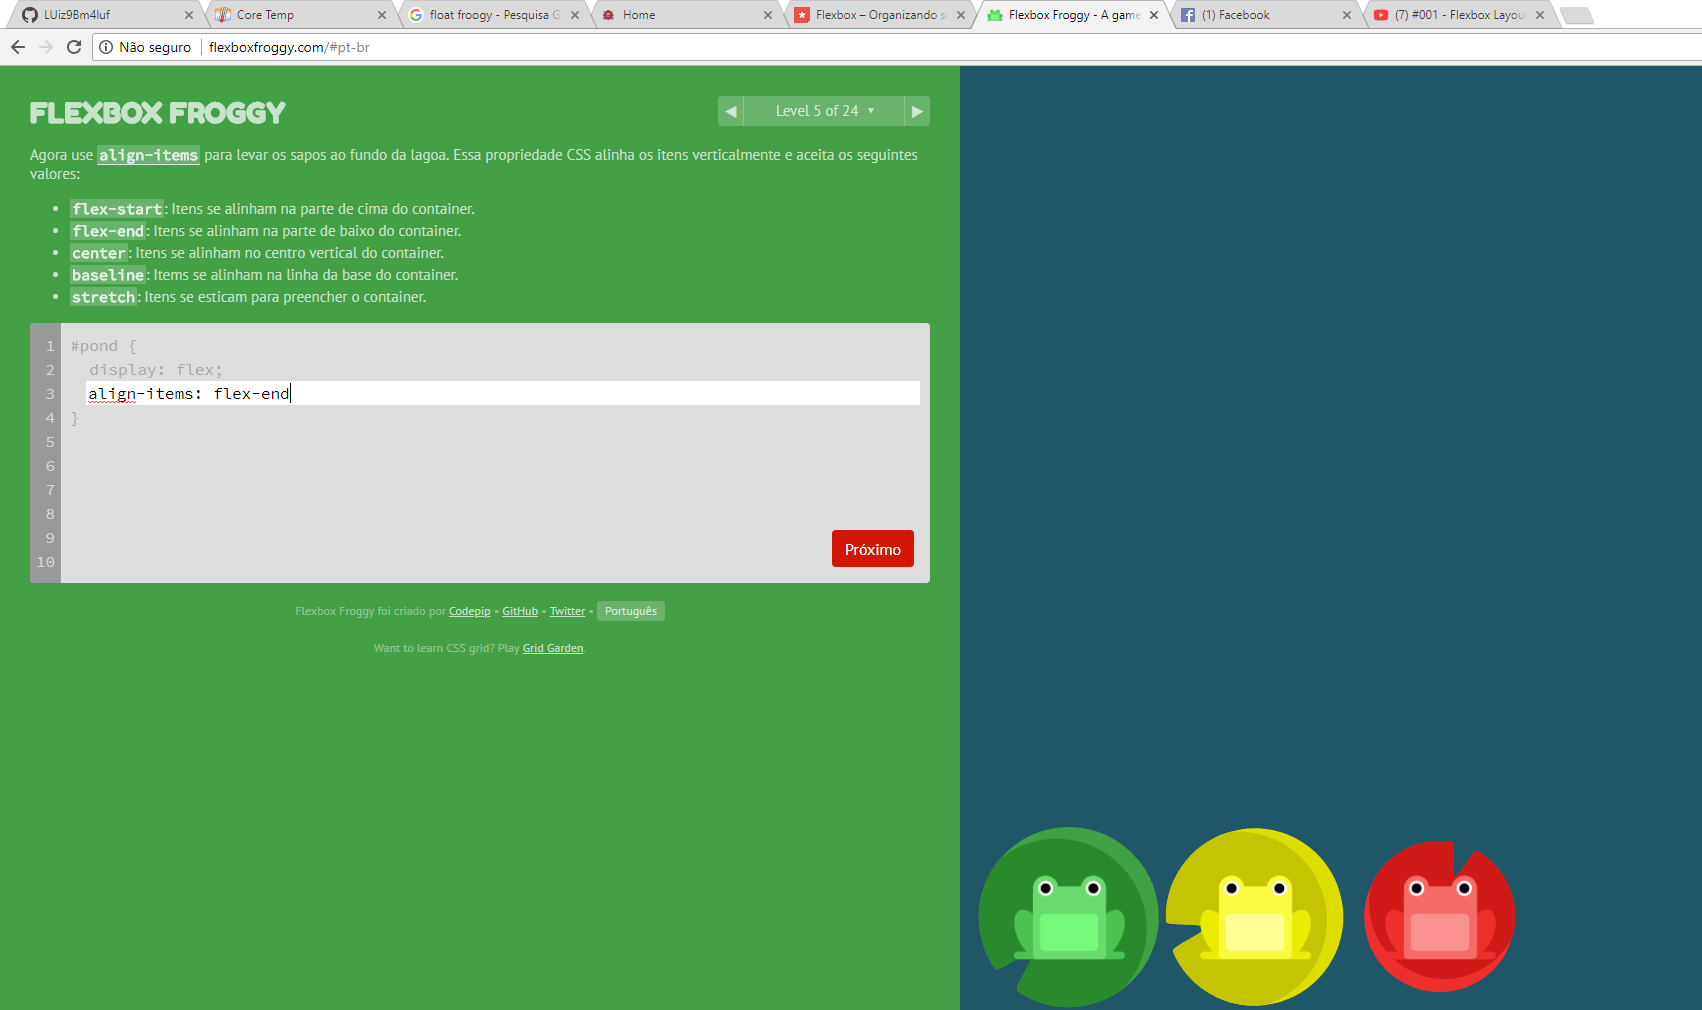 LUiz9Bm4luf
Core Temp
float froogy - Pesquisa G
Home
Flexbox – Organizando s
Flexbox Froggy - A game
(1) Facebook
(7) #001 - Flexbox Layou
Não seguro flexboxfroggy.com/#pt-br
FLEXBOX FROGGY
Level 5 of 24
Agora use align-items para levar os sapos ao fundo da lagoa. Essa propriedade CSS alinha os itens verticalmente e aceita os seguintes
valores:
flex-start: Itens se alinham na parte de cima do container.
flex-end: Itens se alinham na parte de baixo do container.
center: Itens se alinham no centro vertical do container.
baseline: Items se alinham na linha da base do container.
stretch: Itens se esticam para preencher o container.
1 #pond {
2 display: flex;
3 align-items: flex-end
4 }
5
6
7
8
9
10
Próximo
Flexbox Froggy foi criado por Codepip • GitHub • Twitter • Português
Want to learn CSS grid? Play Grid Garden.